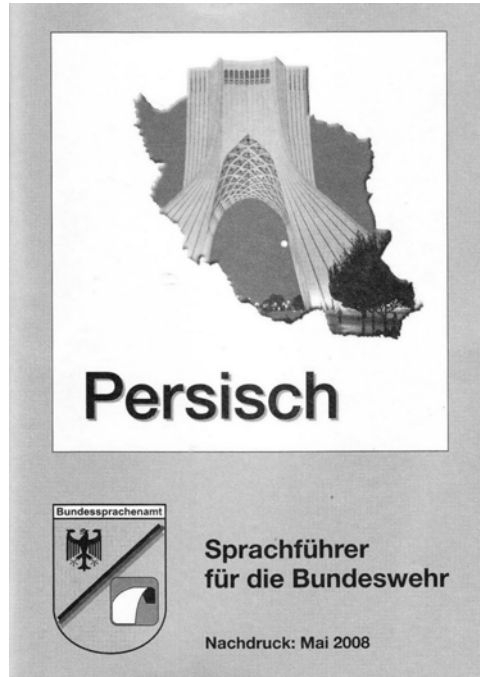 Persisch
Bundessprachenamt
Sprachführer
für die Bundeswehr
Nachdruck: Mai 2008